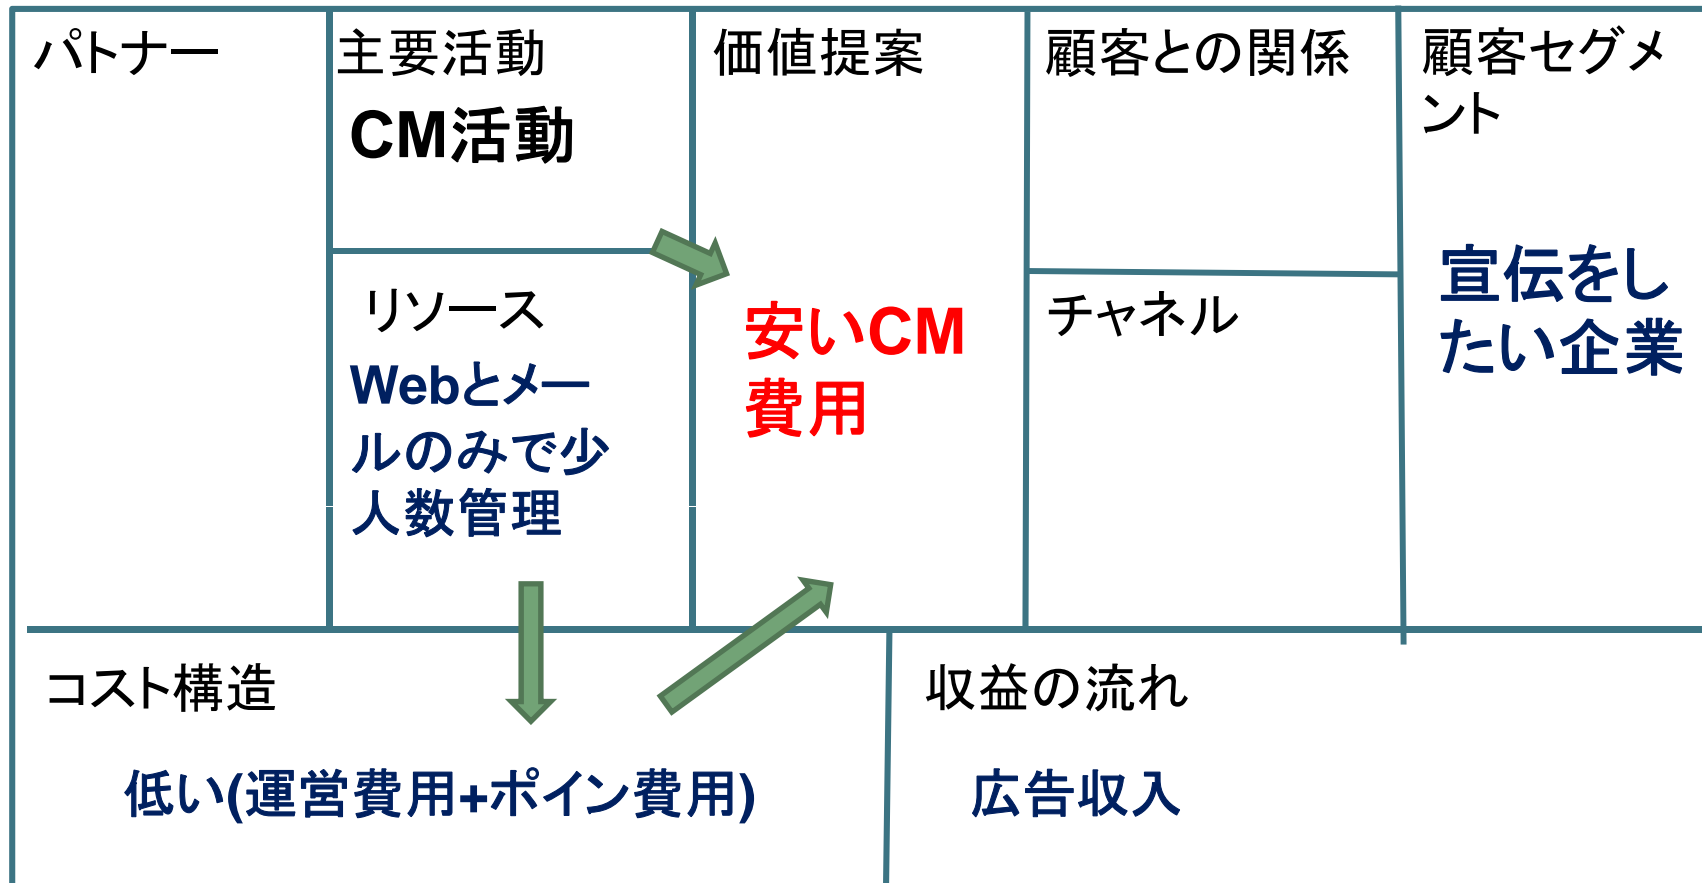 パトナー
主要活動
CM活動
リソース
Webとメー
ルのみで少
人数管理
価値提案
安いCM
費用
顧客との関係
チャネル
顧客セグメ
ント
宣伝をし
たい企業
コスト構造
低い(運営費用+ポイン費用)
収益の流れ
広告収入